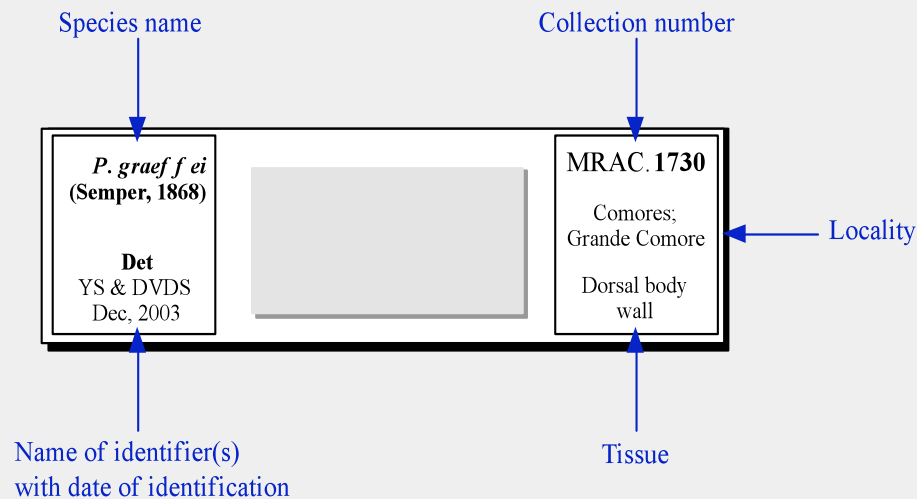 Species name
Collection number
P. graef f ei
(Semper, 1868)
Det
YS & DVDS
Dec, 2003
MRAC. 1730
Comores;
Grande Comore
Dorsal body
wall
Locality
Name of identifier(s)
with date of identification
Tissue